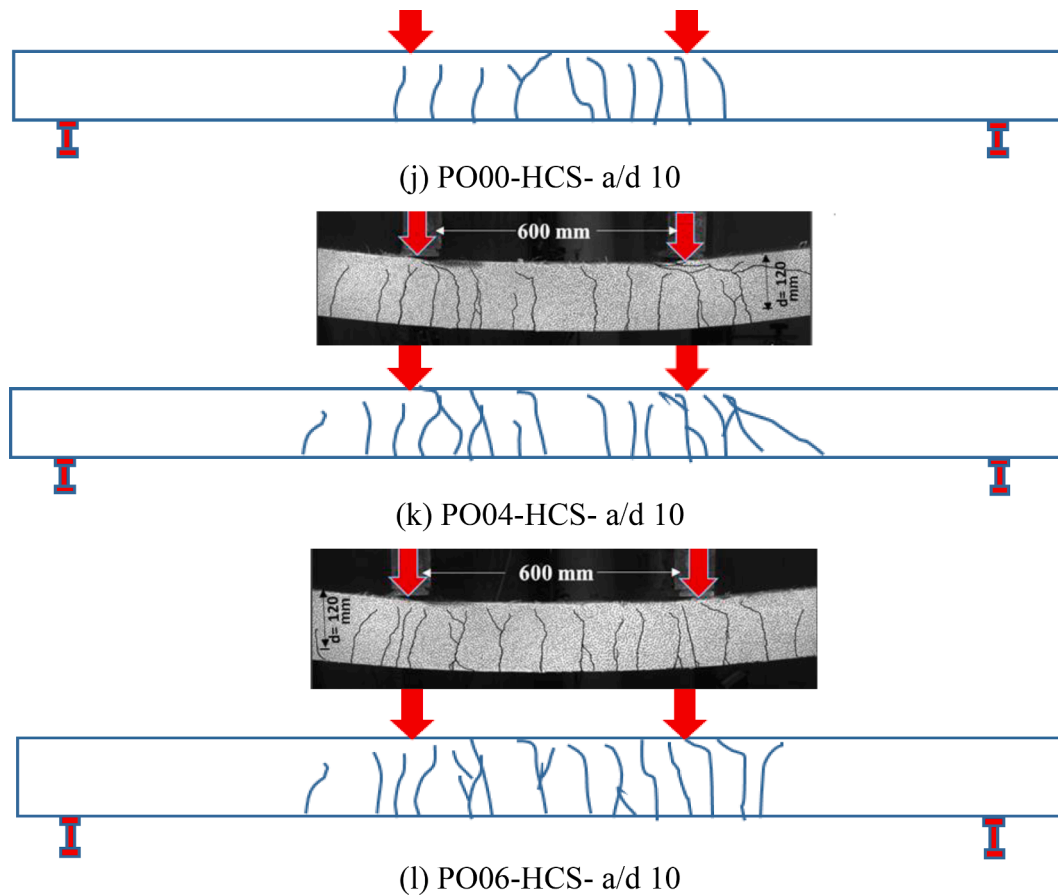 (j) PO00-HCS- a/d 10
600 mm
d= 120
mm
(k) PO04-HCS- a/d 10
600 mm
d= 120
mm
(l) PO06-HCS- a/d 10